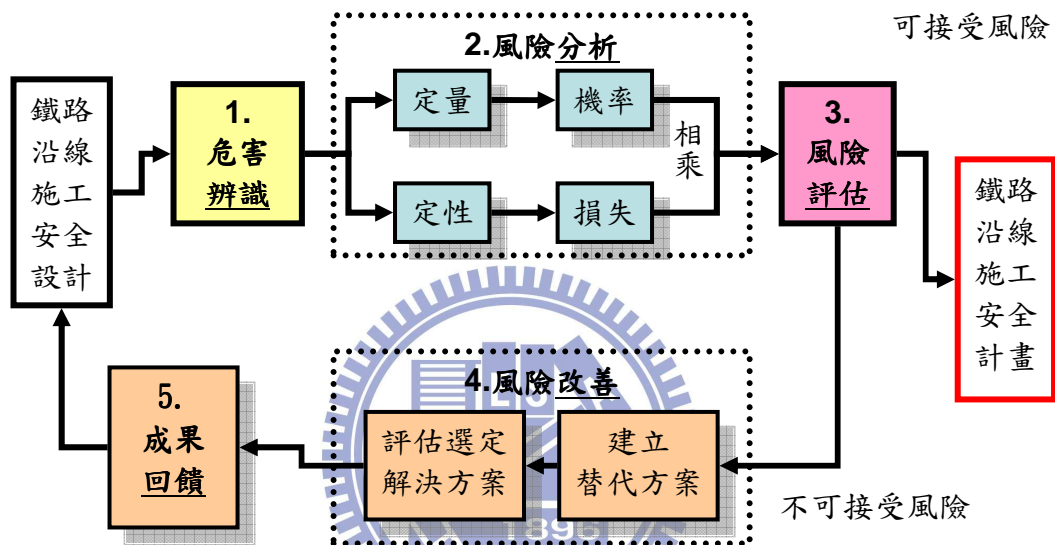 可接受風險
2.風險分析
定量
機率
定性
損失
相
乘
鐵路
沿線
施工
安全
設計
1.
危害
辨識
3.
風險
評估
鐵路
沿線
施工
安全
計畫
4.風險改善
評估選定
解決方案
建立
替代方案
5.
成果
回饋
不可接受風險
1896